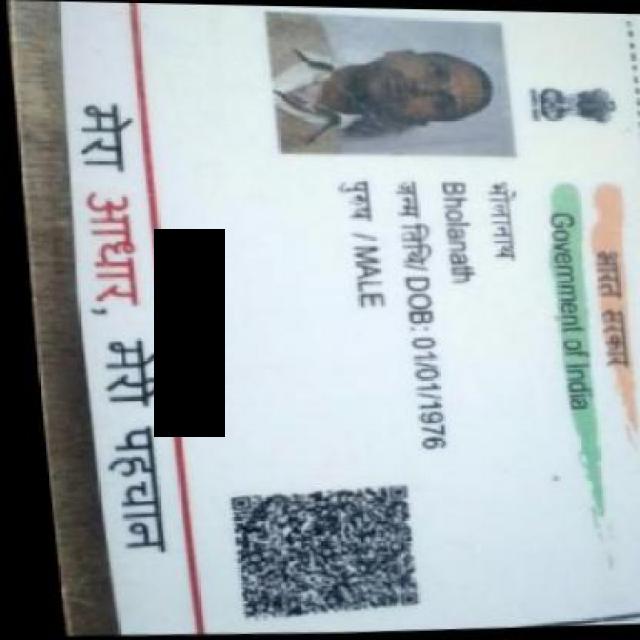 भारत सरकार
Government of India
भोलानाथ
Bholanath
जन्म तिथि/ DOB: 01/01/1976
पुरुष / MALE
मेरा आधार, मेरी पहचान